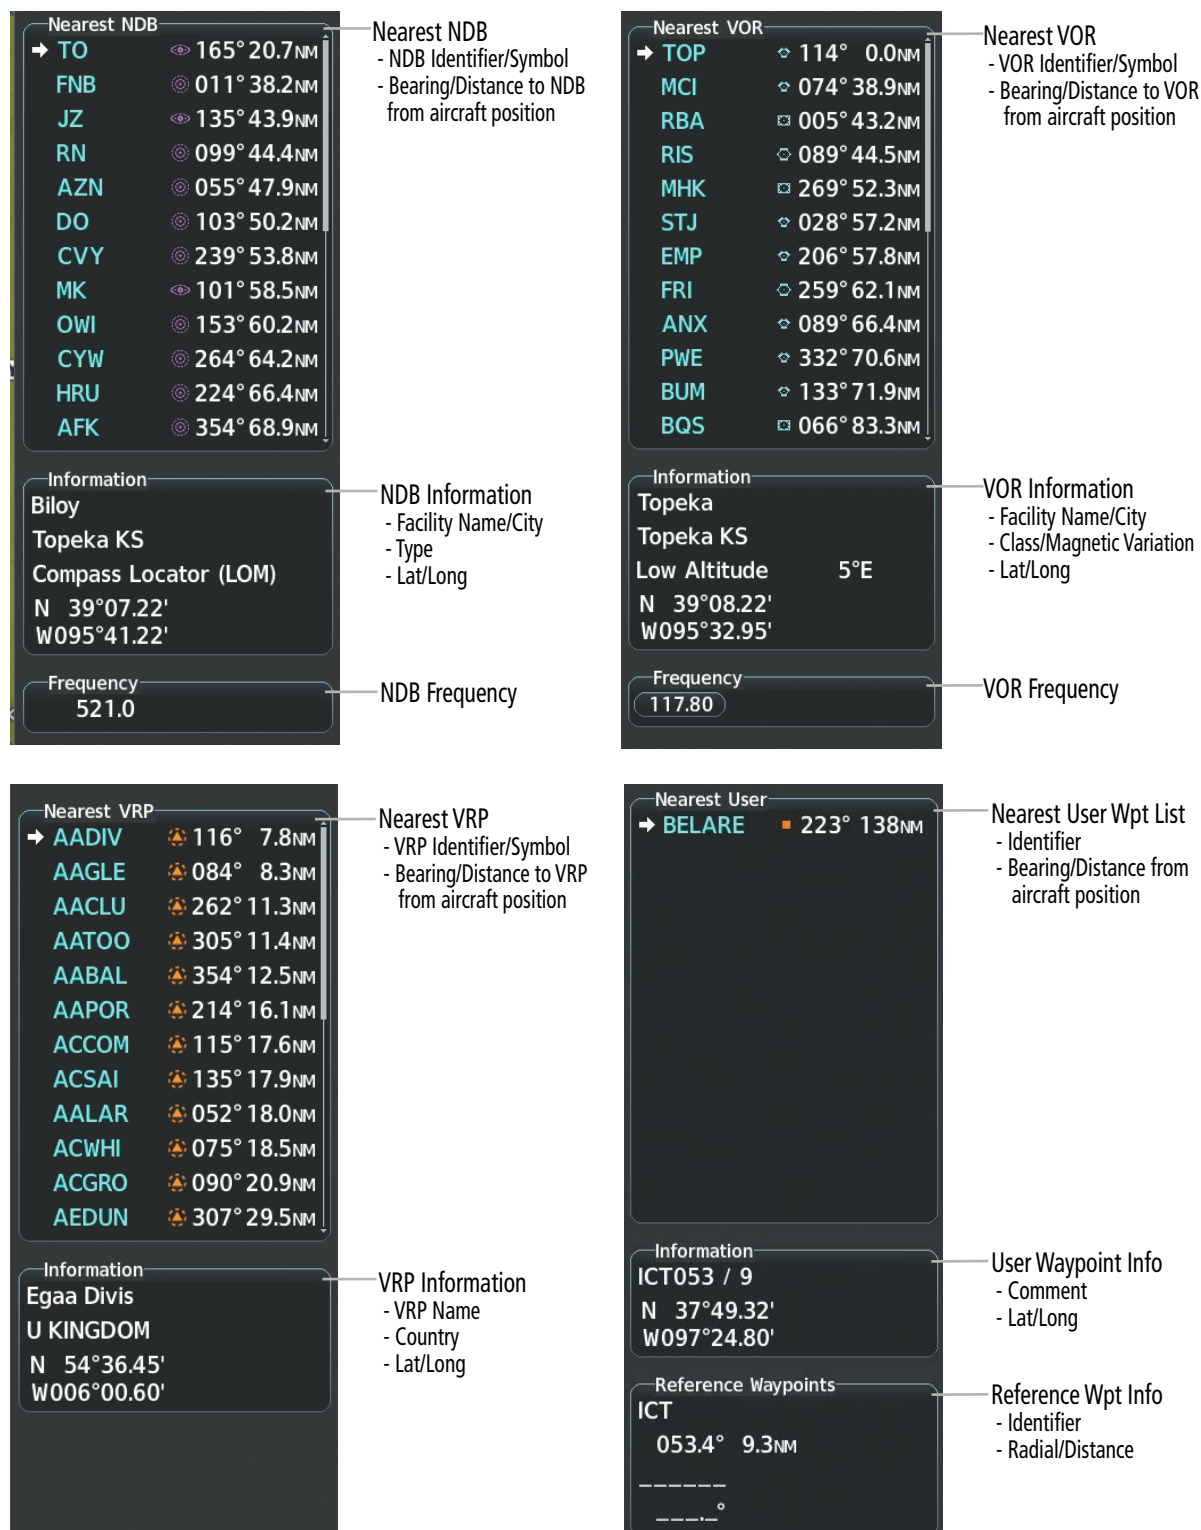 Nearest NDB
TO 165° 20.7NM
FNB 011° 38.2NM
JZ 135° 43.9NM
RN 099° 44.4NM
AZN 055° 47.9NM
DO 103° 50.2NM
CVY 239° 53.8NM
MK 101° 58.5NM
OWI 153° 60.2NM
CYW 264° 64.2NM
HRU 224° 66.4NM
AFK 354° 68.9NM
Information
Biloy
Topeka KS
Compass Locator (LOM)
N 39°07.22'
W095°41.22'
Frequency
521.0
Nearest NDB
- NDB Identifier/Symbol
- Bearing/Distance to NDB
from aircraft position
NDB Information
- Facility Name/City
- Type
- Lat/Long
NDB Frequency
Nearest VOR
TOP 114° 0.0NM
MCI 074° 38.9NM
RBA 005° 43.2NM
RIS 089° 44.5NM
MHK 269° 52.3NM
STJ 028° 57.2NM
EMP 206° 57.8NM
FRI 259° 62.1NM
ANX 089° 66.4NM
PWE 332° 70.6NM
BUM 133° 71.9NM
BQS 066° 83.3NM
Information
Topeka
Topeka KS
Low Altitude 5°E
N 39°08.22'
W095°32.95'
Frequency
117.80
Nearest VOR
- VOR Identifier/Symbol
- Bearing/Distance to VOR
from aircraft position
VOR Information
- Facility Name/City
- Class/Magnetic Variation
- Lat/Long
VOR Frequency
Nearest VRP
AADIV 116° 7.8NM
AAGLE 084° 8.3NM
AACLU 262° 11.3NM
AATOO 305° 11.4NM
AABAL 354° 12.5NM
AAPOR 214° 16.1NM
ACCOM 115° 17.6NM
ACSAI 135° 17.9NM
AALAR 052° 18.0NM
ACWHI 075° 18.5NM
ACGRO 090° 20.9NM
AEDUN 307° 29.5NM
Information
Egaa Divis
U KINGDOM
N 54°36.45'
W006°00.60'
Nearest VRP
- VRP Identifier/Symbol
- Bearing/Distance to VRP
from aircraft position
VRP Information
- VRP Name
- Country
- Lat/Long
Nearest User
BELARE 223° 138NM
Information
ICT053 / 9
N 37°49.32'
W097°24.80'
Reference Waypoints
ICT
053.4° 9.3NM
______
___._°
Nearest User Wpt List
- Identifier
- Bearing/Distance from
aircraft position
User Waypoint Info
- Comment
- Lat/Long
Reference Wpt Info
- Identifier
- Radial/Distance